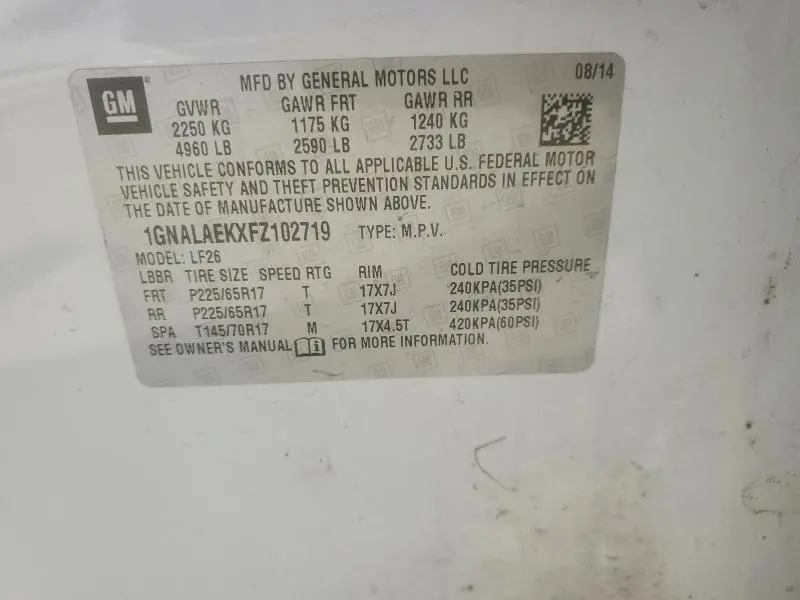 GM MFD BY GENERAL MOTORS LLC 08/14
GVWR GAWR FRT GAWR RR
2250 KG 1175 KG 1240 KG
4960 LB 2590 LB 2733 LB
THIS VEHICLE CONFORMS TO ALL APPLICABLE U.S. FEDERAL MOTOR
VEHICLE SAFETY AND THEFT PREVENTION STANDARDS IN EFFECT ON
THE DATE OF MANUFACTURE SHOWN ABOVE.
1GNALAEKXFZ102719 TYPE: M.P.V.
MODEL: LF26
LBBR TIRE SIZE SPEED RTG RIM COLD TIRE PRESSURE
FRT P225/65R17 T 17X7J 240KPA(35PSI)
RR P225/65R17 T 17X7J 240KPA(35PSI)
SPA T145/70R17 M 17X4.5T 420KPA(60PSI)
SEE OWNER'S MANUAL FOR MORE INFORMATION.